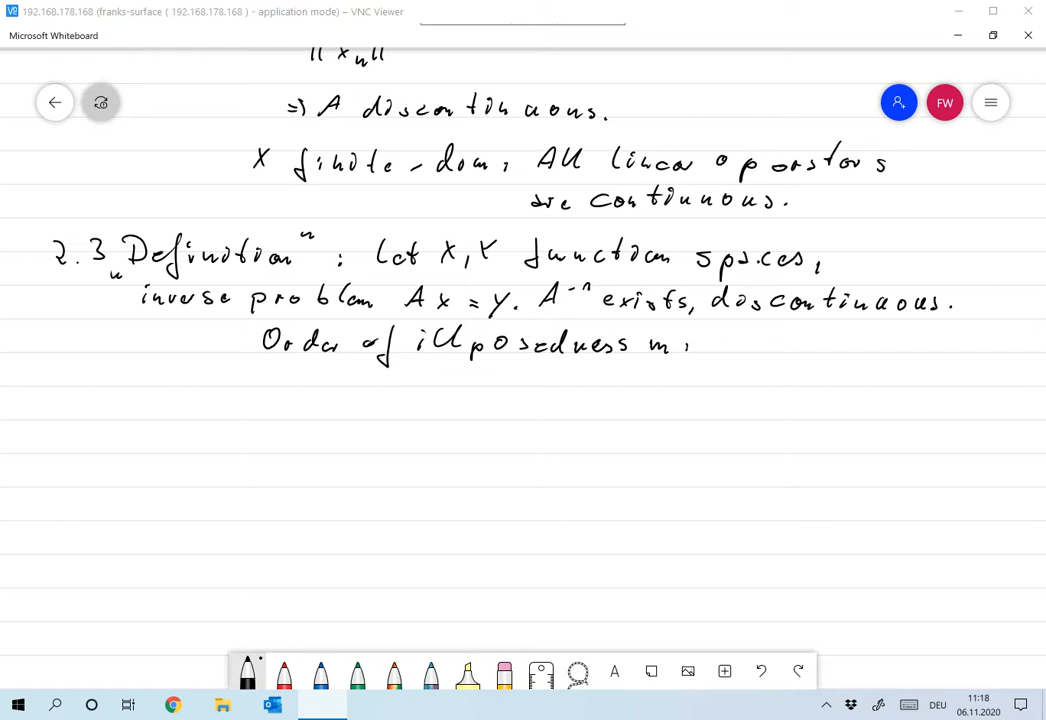 192.168.178.168 (franks-surface ( 192.168.178.168 ) - application mode) – VNC Viewer
Microsoft Whiteboard
|| x_n ||
⇒ A discontinuous.
X finite-dim: All linear operators
are continuous.
2.3 „Definition“: Let X, Y function spaces,
inverse problem A x = y. A⁻¹ exists, discontinuous.
Order of illposedness m:
FW
A
DEU
11:18
06.11.2020